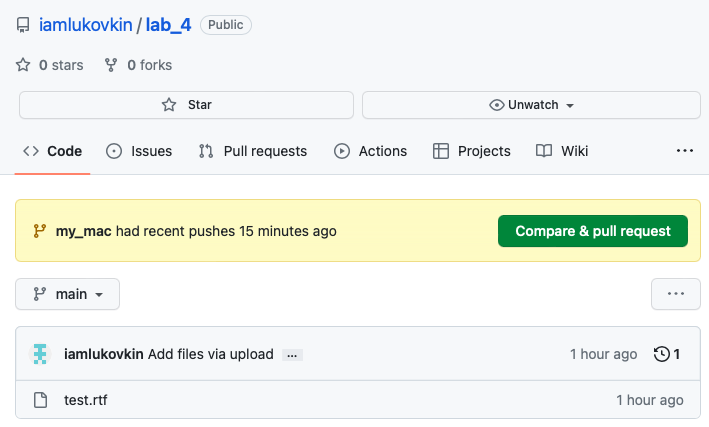 iamlukovkin / lab_4 Public
0 stars 0 forks
Star Unwatch
Code Issues Pull requests Actions Projects Wiki ...
my_mac had recent pushes 15 minutes ago Compare & pull request
main ...
iamlukovkin Add files via upload ... 1 hour ago 1
test.rtf 1 hour ago